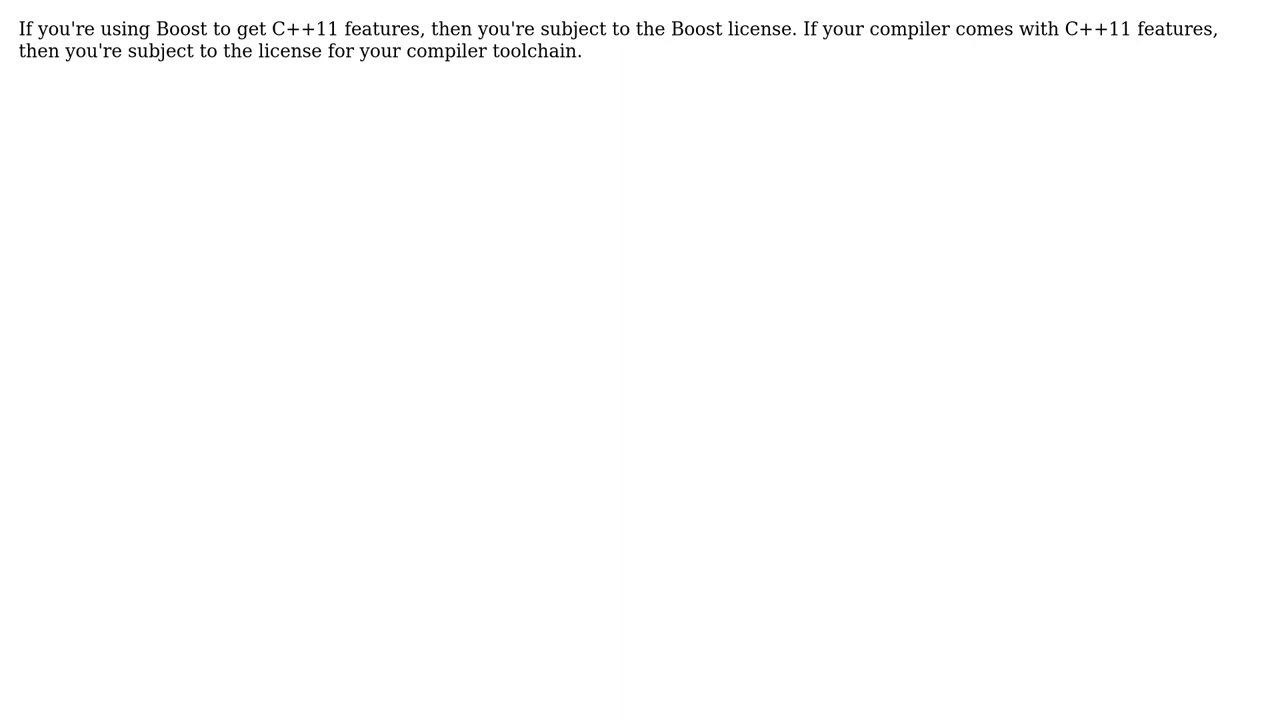 If you're using Boost to get C++11 features, then you're subject to the Boost license. If your compiler comes with C++11 features,
then you're subject to the license for your compiler toolchain.